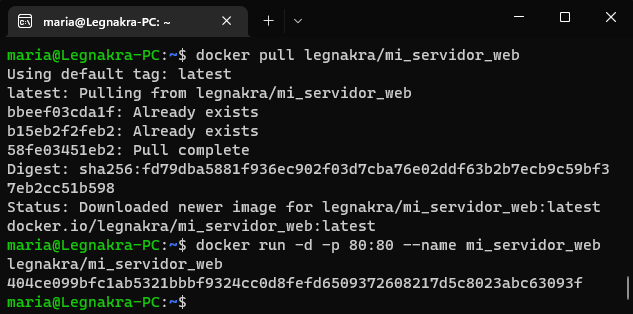 maria@Legnakra-PC: ~
maria@Legnakra-PC:~$ docker pull legnakra/mi_servidor_web
Using default tag: latest
latest: Pulling from legnakra/mi_servidor_web
bbeef03cda1f: Already exists
b15eb2f2feb2: Already exists
58fe03451eb2: Pull complete
Digest: sha256:fd79dba5881f936ec902f03d7cba76e02ddf63b2b7ecb9c59bf3
7eb2cc51b598
Status: Downloaded newer image for legnakra/mi_servidor_web:latest
docker.io/legnakra/mi_servidor_web:latest
maria@Legnakra-PC:~$ docker run -d -p 80:80 --name mi_servidor_web
legnakra/mi_servidor_web
404ce099bfc1ab5321bbbf9324cc0d8fefd6509372608217d5c8023abc63093f
maria@Legnakra-PC:~$